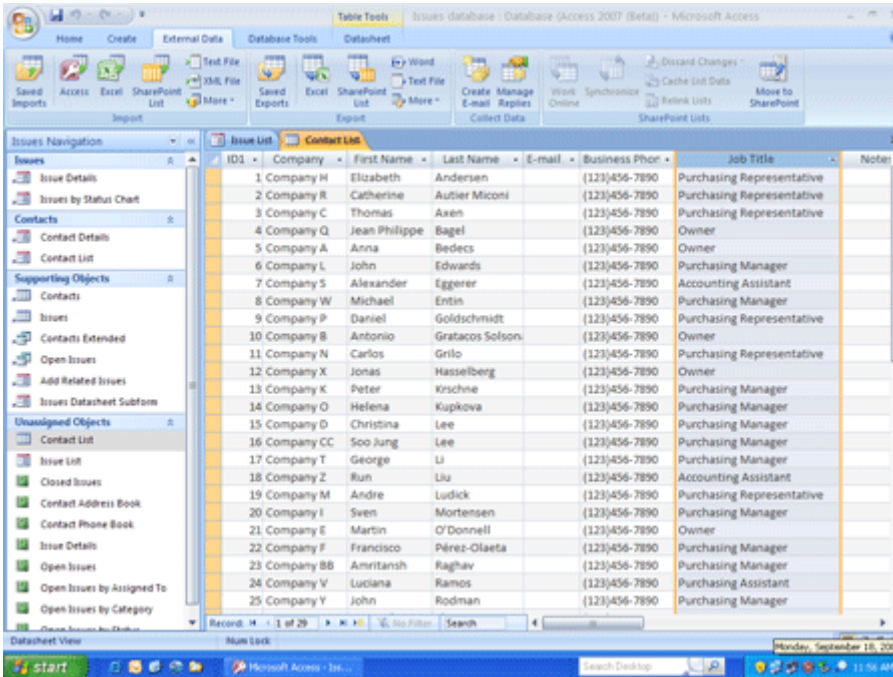 Table Tools Issues database : Database (Access 2007 (Beta)) - Microsoft Access
Home Create External Data Database Tools Datasheet
Saved Imports Access Excel SharePoint List Text File XML File More
Import
Saved Exports Excel SharePoint List Word Text File More
Export
Create E-mail Manage Replies
Collect Data
Work Online Synchronize Discard Changes Cache List Data Relink Lists Move to SharePoint
SharePoint Lists
Issues Navigation
Issues
Issue Details
Issues by Status Chart
Contacts
Contact Details
Contact List
Supporting Objects
Contacts
Issues
Contacts Extended
Open Issues
Add Related Issues
Issues Datasheet Subform
Unassigned Objects
Contact List
Issue List
Closed Issues
Contact Address Book
Contact Phone Book
Issue Details
Open Issues
Open Issues by Assigned To
Open Issues by Category
Open Issues by Status
Issue List Contact List
ID1 Company First Name Last Name E-mail Business Phor Job Title Notes
1 Company H Elizabeth Andersen (123)456-7890 Purchasing Representative
2 Company R Catherine Autier Miconi (123)456-7890 Purchasing Representative
3 Company C Thomas Axen (123)456-7890 Purchasing Representative
4 Company Q Jean Philippe Bagel (123)456-7890 Owner
5 Company A Anna Bedecs (123)456-7890 Owner
6 Company L John Edwards (123)456-7890 Purchasing Manager
7 Company S Alexander Eggerer (123)456-7890 Accounting Assistant
8 Company W Michael Entin (123)456-7890 Purchasing Manager
9 Company P Daniel Goldschmidt (123)456-7890 Purchasing Representative
10 Company B Antonio Gratacos Solson (123)456-7890 Owner
11 Company N Carlos Grilo (123)456-7890 Purchasing Representative
12 Company X Jonas Hasselberg (123)456-7890 Owner
13 Company K Peter Krschne (123)456-7890 Purchasing Manager
14 Company O Helena Kupkova (123)456-7890 Purchasing Manager
15 Company D Christina Lee (123)456-7890 Purchasing Manager
16 Company CC Soo Jung Lee (123)456-7890 Purchasing Manager
17 Company T George Li (123)456-7890 Purchasing Manager
18 Company Z Run Liu (123)456-7890 Accounting Assistant
19 Company M Andre Ludick (123)456-7890 Purchasing Representative
20 Company I Sven Mortensen (123)456-7890 Purchasing Manager
21 Company E Martin O'Donnell (123)456-7890 Owner
22 Company F Francisco Pérez-Olaeta (123)456-7890 Purchasing Manager
23 Company BB Amritansh Raghav (123)456-7890 Purchasing Manager
24 Company V Luciana Ramos (123)456-7890 Purchasing Assistant
25 Company Y John Rodman (123)456-7890 Purchasing Manager
Record: 1 of 29 No Filter Search
Datasheet View Num Lock
Monday, September 18, 200
start Microsoft Access - Iss... Search Desktop 11:56 AM